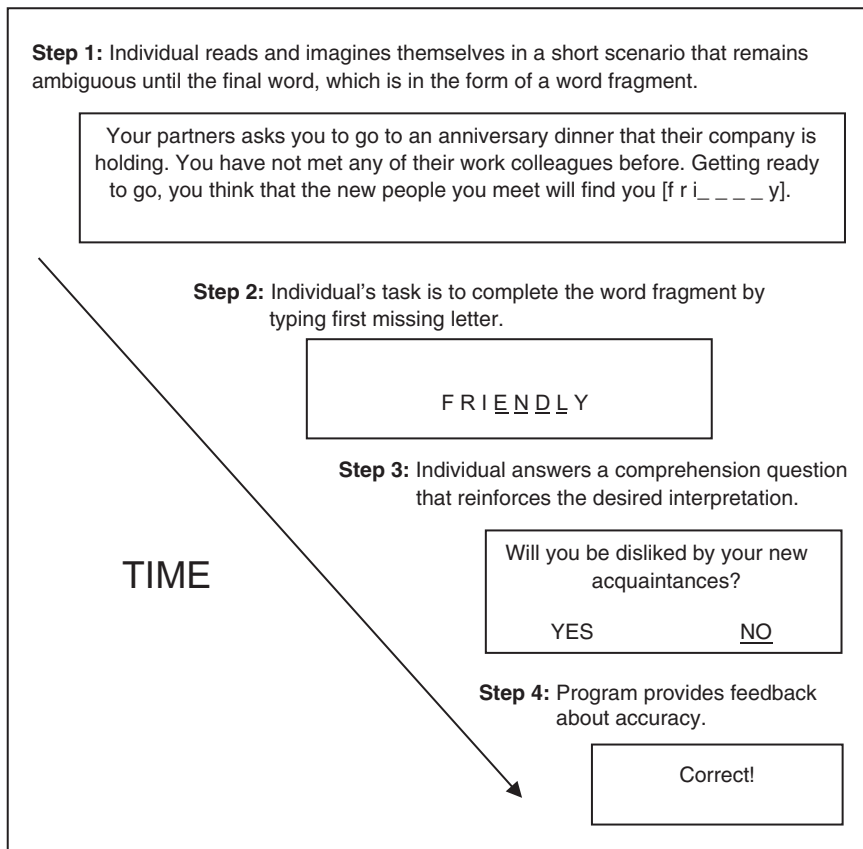 Step 1: Individual reads and imagines themselves in a short scenario that remains
ambiguous until the final word, which is in the form of a word fragment.
Your partners asks you to go to an anniversary dinner that their company is
holding. You have not met any of their work colleagues before. Getting ready
to go, you think that the new people you meet will find you [f r i_ _ _ _ y].
Step 2: Individual's task is to complete the word fragment by
typing first missing letter.
F R I E N D L Y
Step 3: Individual answers a comprehension question
that reinforces the desired interpretation.
TIME
Will you be disliked by your new
acquaintances?
YES NO
Step 4: Program provides feedback
about accuracy.
Correct!